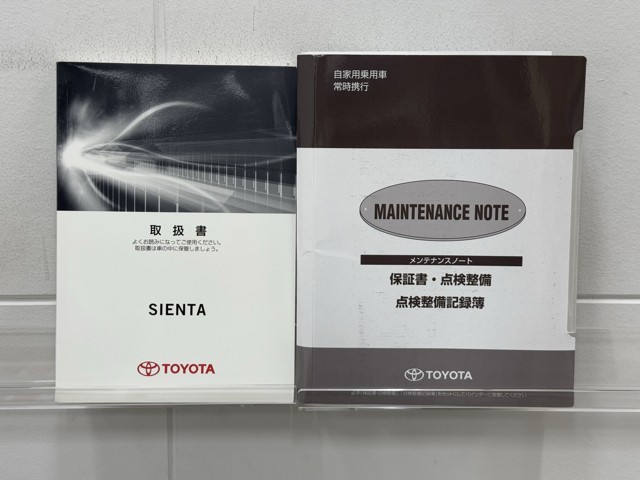 取扱書
よくお読みになってご使用ください。
取扱書は車の中に保管しましょう。
SIENTA
TOYOTA
自家用乗用車
常時携行
MAINTENANCE NOTE
メンテナンスノート
保証書・点検整備
点検整備記録簿
TOYOTA